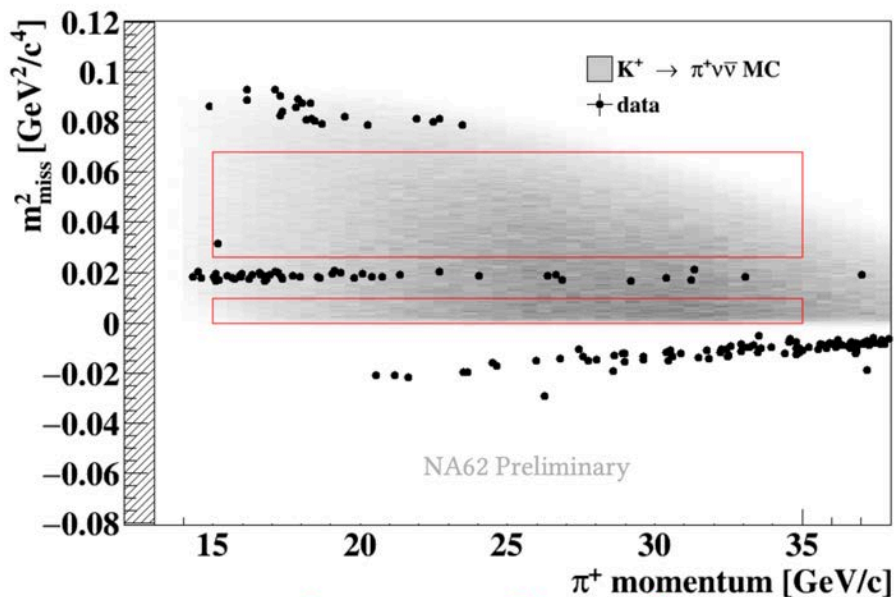 0.12
0.1
0.08
0.06
0.04
0.02
0
−0.02
−0.04
−0.06
−0.08
m²miss [GeV²/c⁴]
K⁺ → π⁺νν̄ MC
data
NA62 Preliminary
15 20 25 30 35
π⁺ momentum [GeV/c]